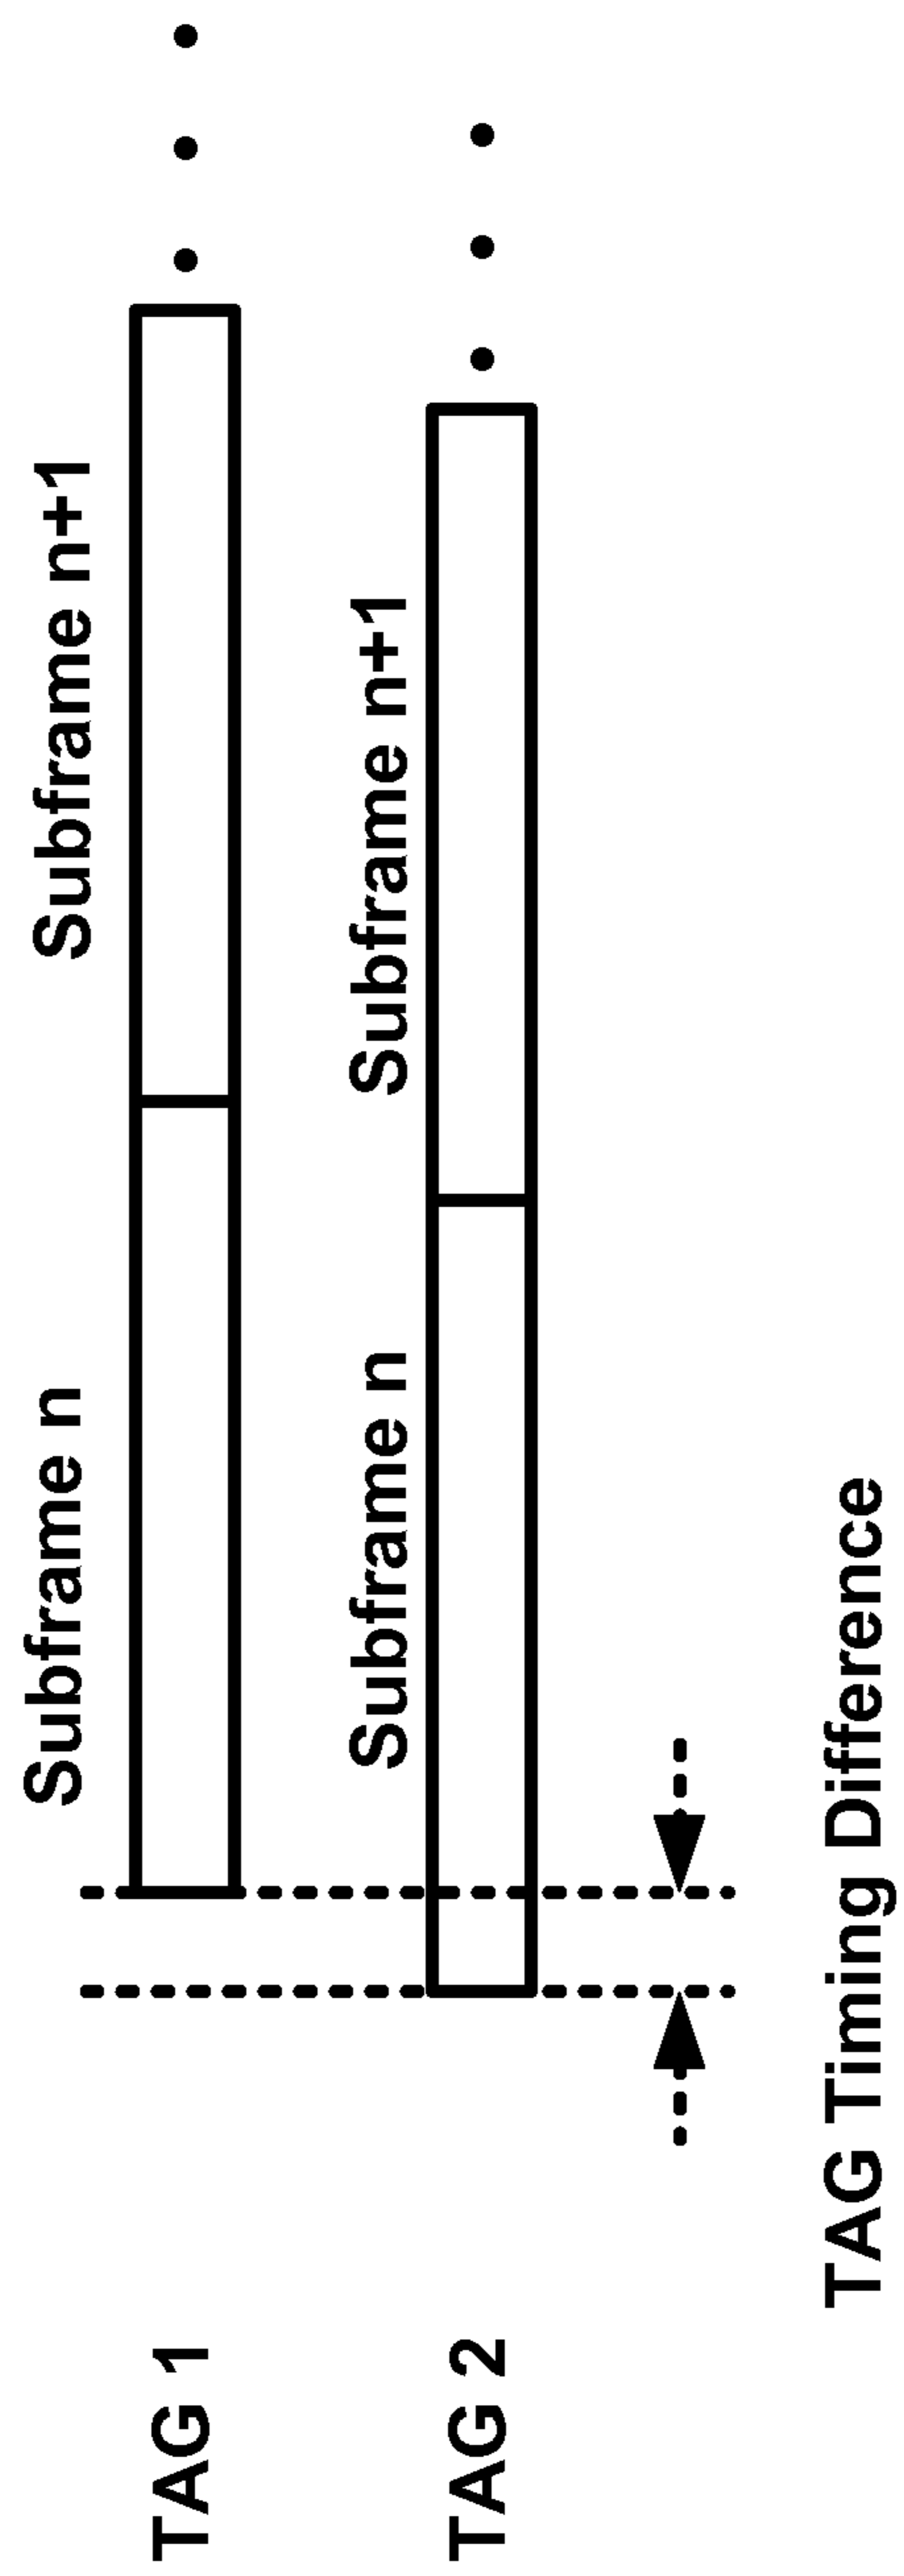 Subframe n
Subframe n+1
TAG 1
Subframe n
Subframe n+1
TAG 2
TAG Timing Difference